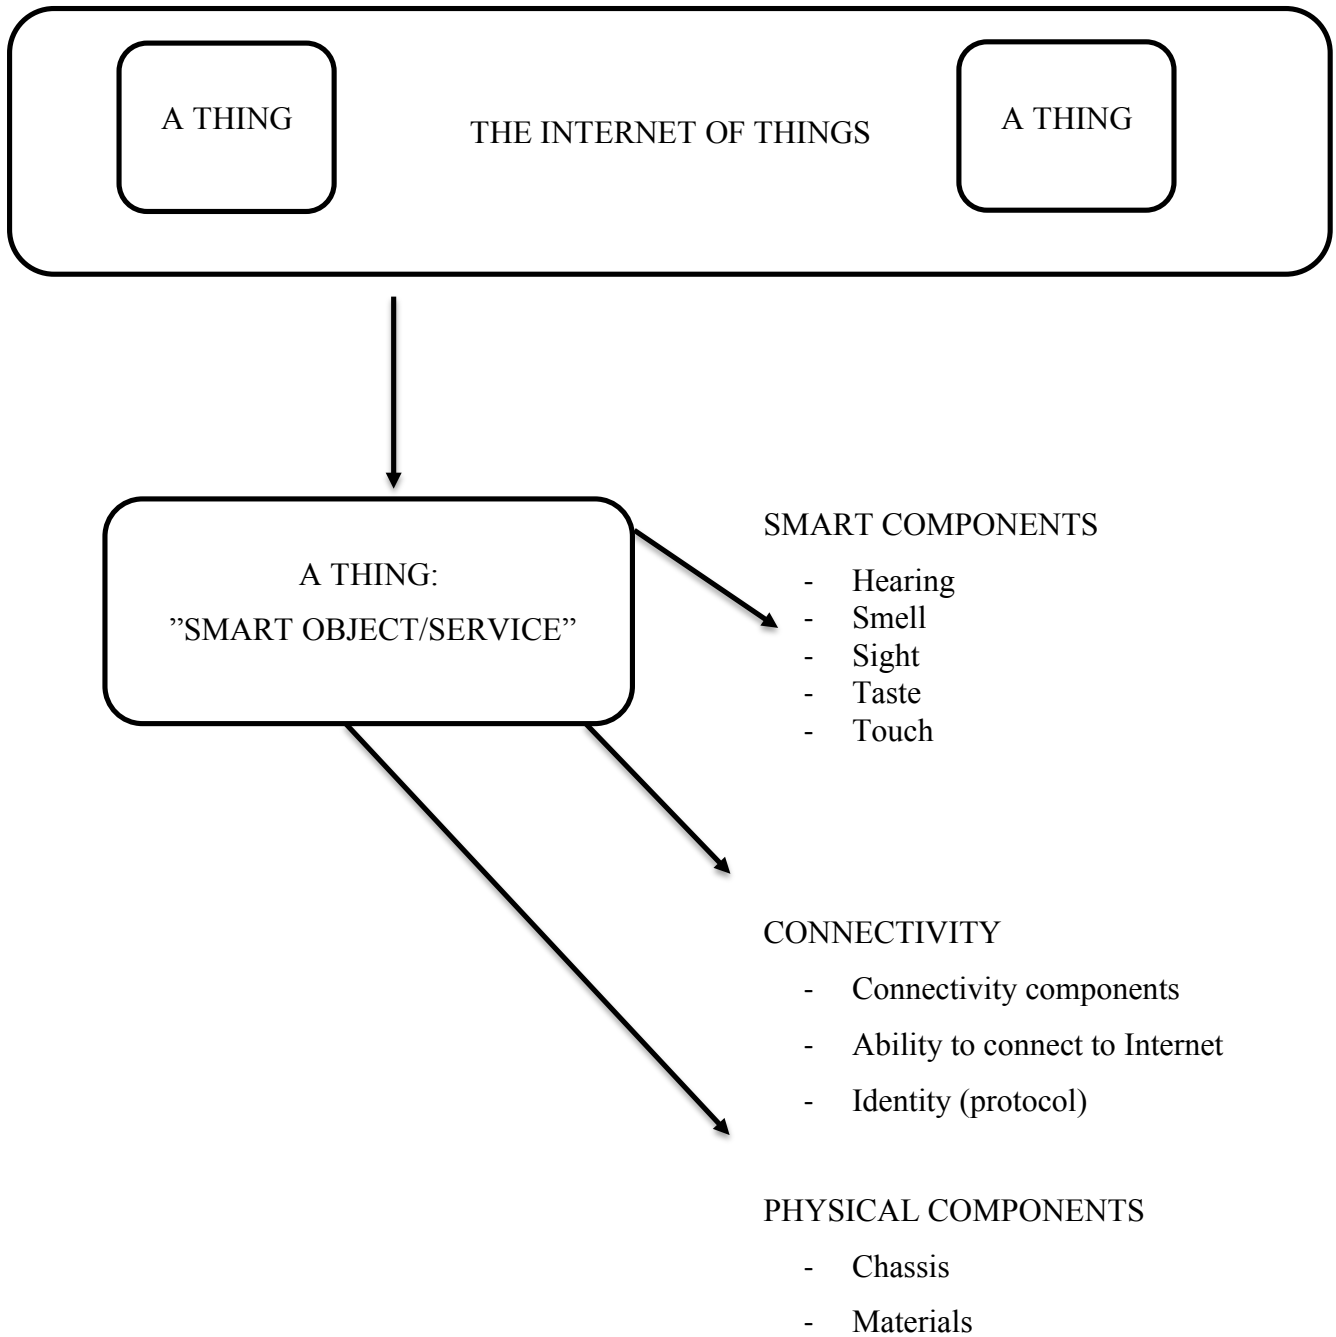 A THING
THE INTERNET OF THINGS
A THING
A THING:
”SMART OBJECT/SERVICE”
SMART COMPONENTS
- Hearing
- Smell
- Sight
- Taste
- Touch
CONNECTIVITY
- Connectivity components
- Ability to connect to Internet
- Identity (protocol)
PHYSICAL COMPONENTS
- Chassis
- Materials